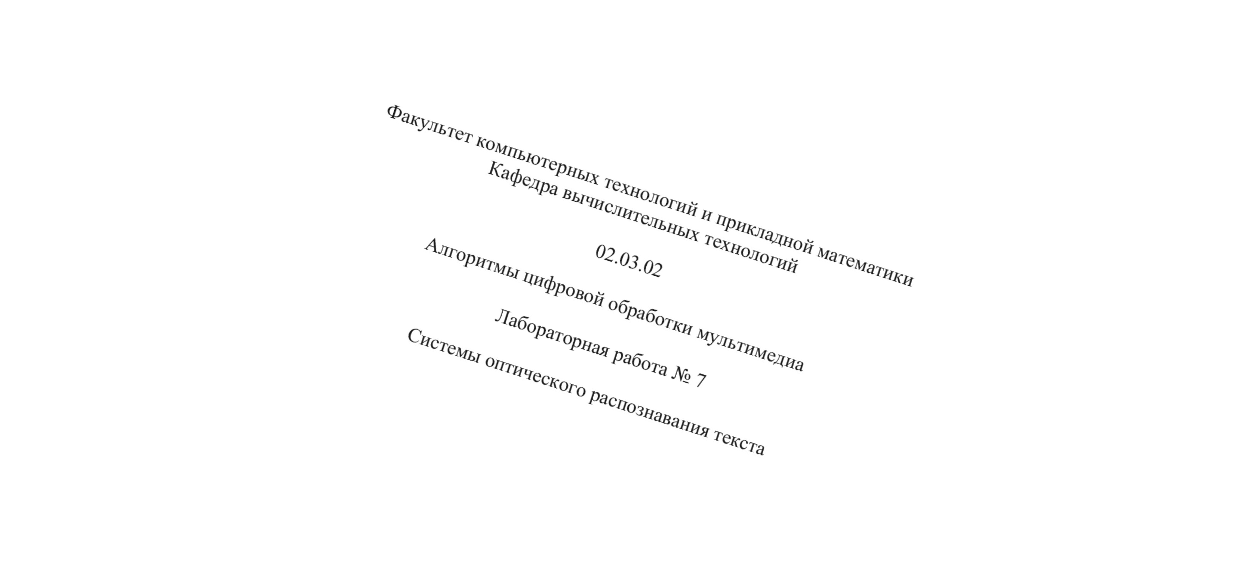 Факультет компьютерных технологий и прикладной математики
Кафедра вычислительных технологий
02.03.02
Алгоритмы цифровой обработки мультимедиа
Лабораторная работа № 7
Системы оптического распознавания текста